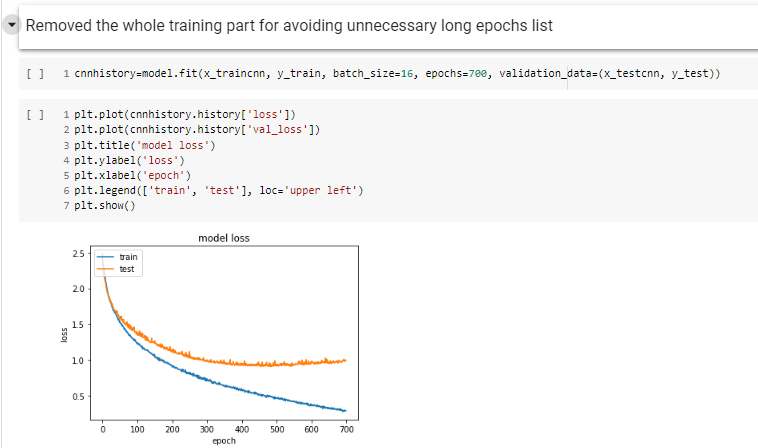 Removed the whole training part for avoiding unnecessary long epochs list
[ ] 1 cnnhistory=model.fit(x_traincnn, y_train, batch_size=16, epochs=700, validation_data=(x_testcnn, y_test))
[ ] 1 plt.plot(cnnhistory.history['loss'])
2 plt.plot(cnnhistory.history['val_loss'])
3 plt.title('model loss')
4 plt.ylabel('loss')
5 plt.xlabel('epoch')
6 plt.legend(['train', 'test'], loc='upper left')
7 plt.show()
model loss
train
test
2.5
2.0
1.5
1.0
0.5
loss
0 100 200 300 400 500 600 700
epoch